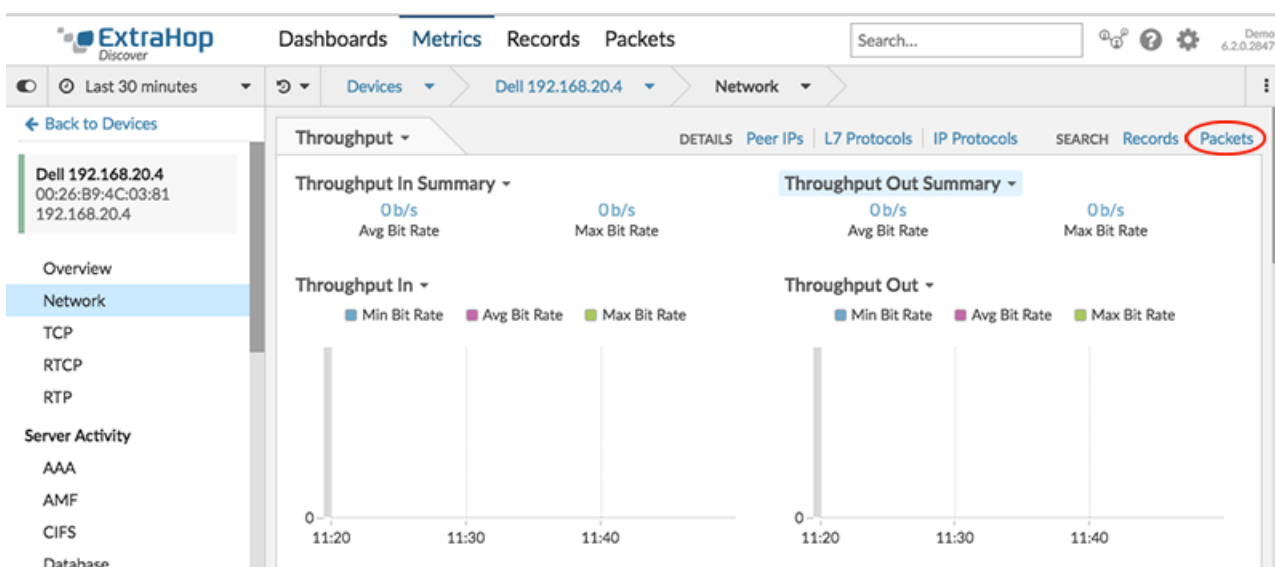 ExtraHop
Discover
Dashboards Metrics Records Packets
Search...
Demo
6.2.0.2847
Last 30 minutes
Devices Dell 192.168.20.4 Network
Back to Devices
Dell 192.168.20.4
00:26:B9:4C:03:81
192.168.20.4
Overview
Network
TCP
RTCP
RTP
Server Activity
AAA
AMF
CIFS
Database
Throughput
DETAILS Peer IPs L7 Protocols IP Protocols SEARCH Records Packets
Throughput In Summary
0 b/s 0 b/s
Avg Bit Rate Max Bit Rate
Throughput Out Summary
0 b/s 0 b/s
Avg Bit Rate Max Bit Rate
Throughput In
Min Bit Rate Avg Bit Rate Max Bit Rate
0
11:20 11:30 11:40
Throughput Out
Min Bit Rate Avg Bit Rate Max Bit Rate
0
11:20 11:30 11:40